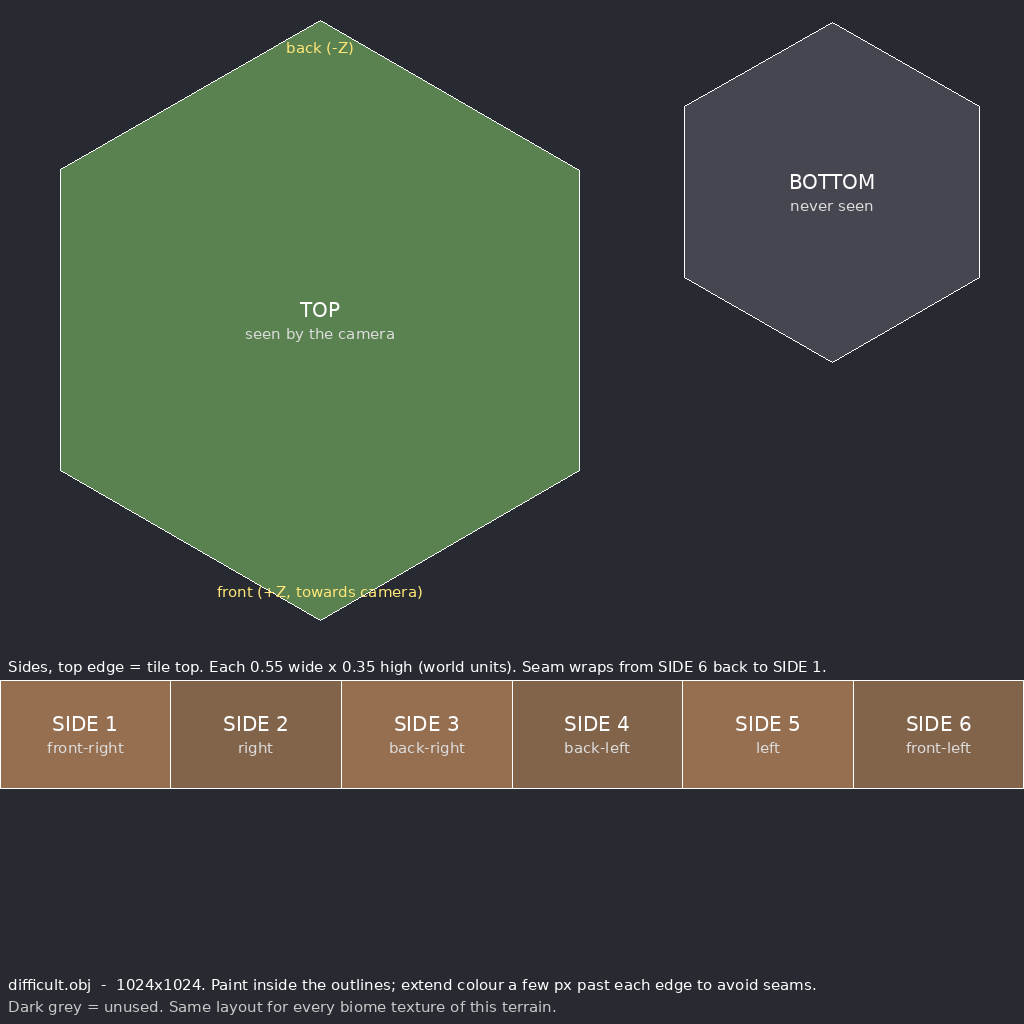 back (-Z)
TOP
seen by the camera
front (+Z, towards camera)
BOTTOM
never seen
Sides, top edge = tile top. Each 0.55 wide x 0.35 high (world units). Seam wraps from SIDE 6 back to SIDE 1.
SIDE 1
front-right
SIDE 2
right
SIDE 3
back-right
SIDE 4
back-left
SIDE 5
left
SIDE 6
front-left
difficult.obj - 1024x1024. Paint inside the outlines; extend colour a few px past each edge to avoid seams.
Dark grey = unused. Same layout for every biome texture of this terrain.